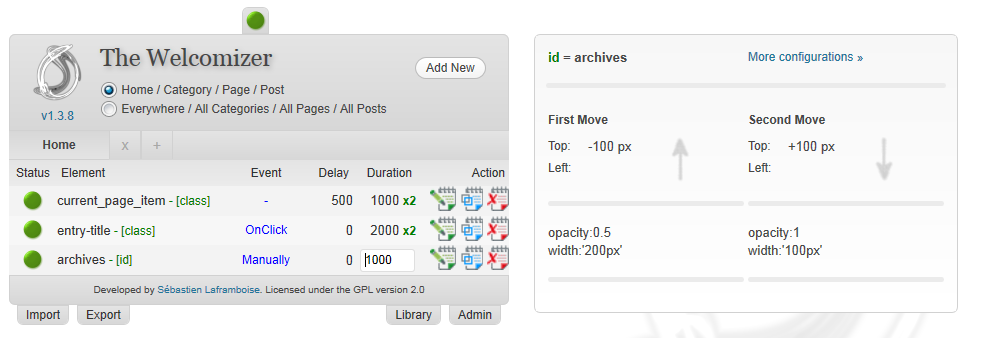 The Welcomizer
Add New
Home / Category / Page / Post
Everywhere / All Categories / All Pages / All Posts
v1.3.8
Home x +
Status Element Event Delay Duration Action
current_page_item - [class] - 500 1000 x2
entry-title - [class] OnClick 0 2000 x2
archives - [id] Manually 0 1000
Developed by Sébastien Laframboise. Licensed under the GPL version 2.0
Import Export Library Admin
id = archives More configurations »
First Move
Top: -100 px
Left:
opacity:0.5
width:'200px'
Second Move
Top: +100 px
Left:
opacity:1
width:'100px'